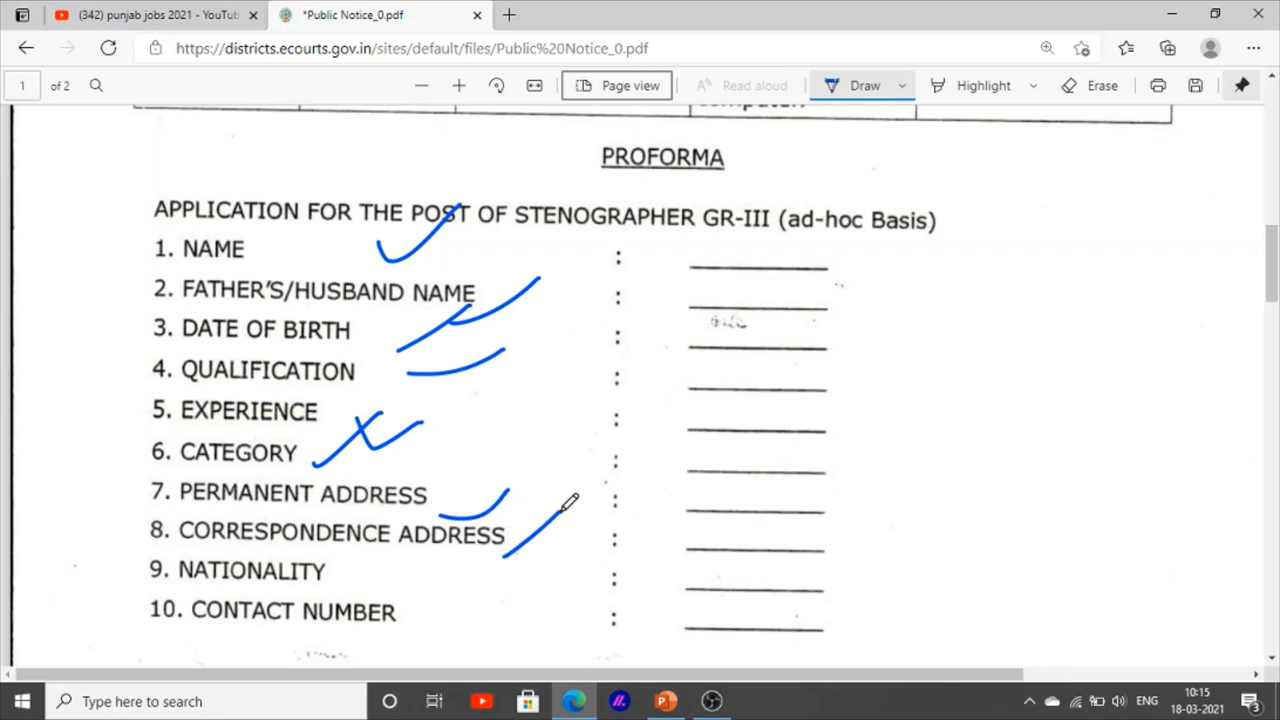 (342) punjab jobs 2021 - YouTub
*Public Notice_0.pdf
https://districts.ecourts.gov.in/sites/default/files/Public%20Notice_0.pdf
1 of 2
Page view
Read aloud
Draw
Highlight
Erase
PROFORMA
APPLICATION FOR THE POST OF STENOGRAPHER GR-III (ad-hoc Basis)
1. NAME : 
2. FATHER'S/HUSBAND NAME :
3. DATE OF BIRTH :
4. QUALIFICATION :
5. EXPERIENCE :
6. CATEGORY :
7. PERMANENT ADDRESS :
8. CORRESPONDENCE ADDRESS :
9. NATIONALITY :
10. CONTACT NUMBER :
Type here to search
ENG
10:15
18-03-2021
3